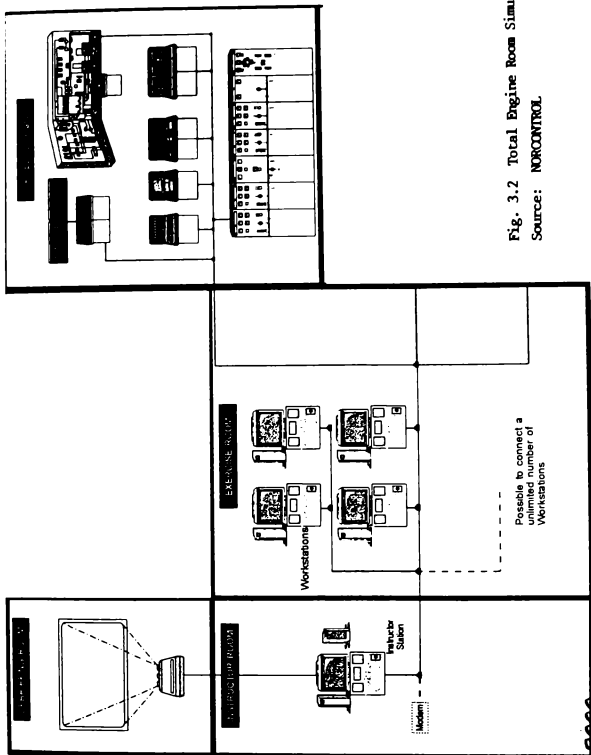 EXERCISE ROOM
Workstations
Possible to connect a
unlimited number of
Workstations
INSTRUCTOR ROOM
Instructor
Station
Modem
Fig. 3.2 Total Engine Room Simu
Source: NORCONTROL